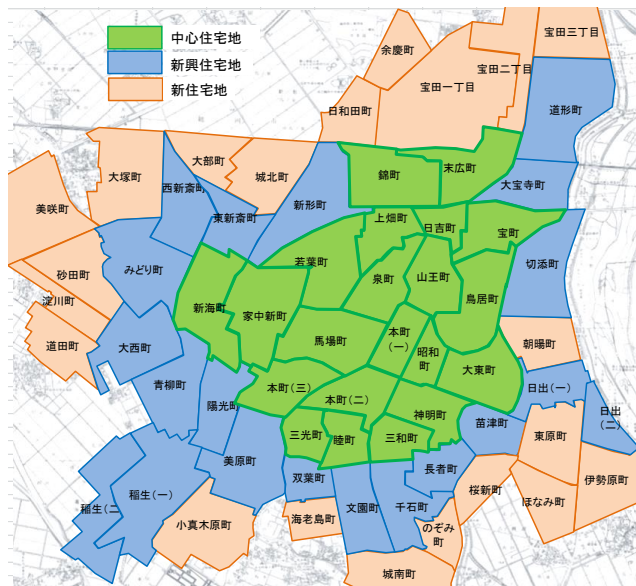 中心住宅地
新興住宅地
新住宅地
余慶町
宝田三丁目
宝田二丁目
宝田一丁目
日和田町
道形町
末広町
錦町
大宝寺町
大部町
城北町
大塚町
西新斎町
東新斎町
新形町
美咲町
上畑町
日吉町
宝町
切添町
若葉町
みどり町
砂田町
淀川町
道田町
新海町
家中新町
泉町
山王町
鳥居町
馬場町
本町
(一)
昭和
町
大東町
朝暘町
大西町
青柳町
陽光町
本町(三)
本町(二)
神明町
苗津町
日出(一)
日出
(二)
三光町
睦町
三和町
東原町
美原町
双葉町
長者町
稲生(一)
稲生(二
小真木原町
海老島町
文園町
千石町
桜新町
ほなみ町
伊勢原町
のぞみ
町
城南町